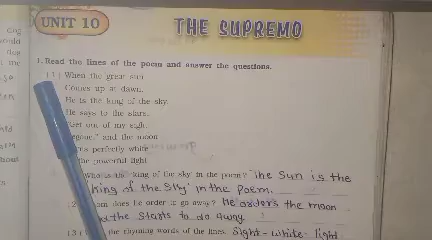 UNIT 10
THE SUPREMO
1. Read the lines of the poem and answer the questions.
(1) When the great sun
Comes up at dawn,
He is the king of the sky.
He says to the stars,
"Get out of my sight,
and the moon
perfectly white
the powerful light
Who is the king of the sky in the poem? The Sun is the
king of the Sky in the Poem.
does he order to go away? He orders the moon
the Starts to do Away
the rhyming words of the lines. Sight-white-light